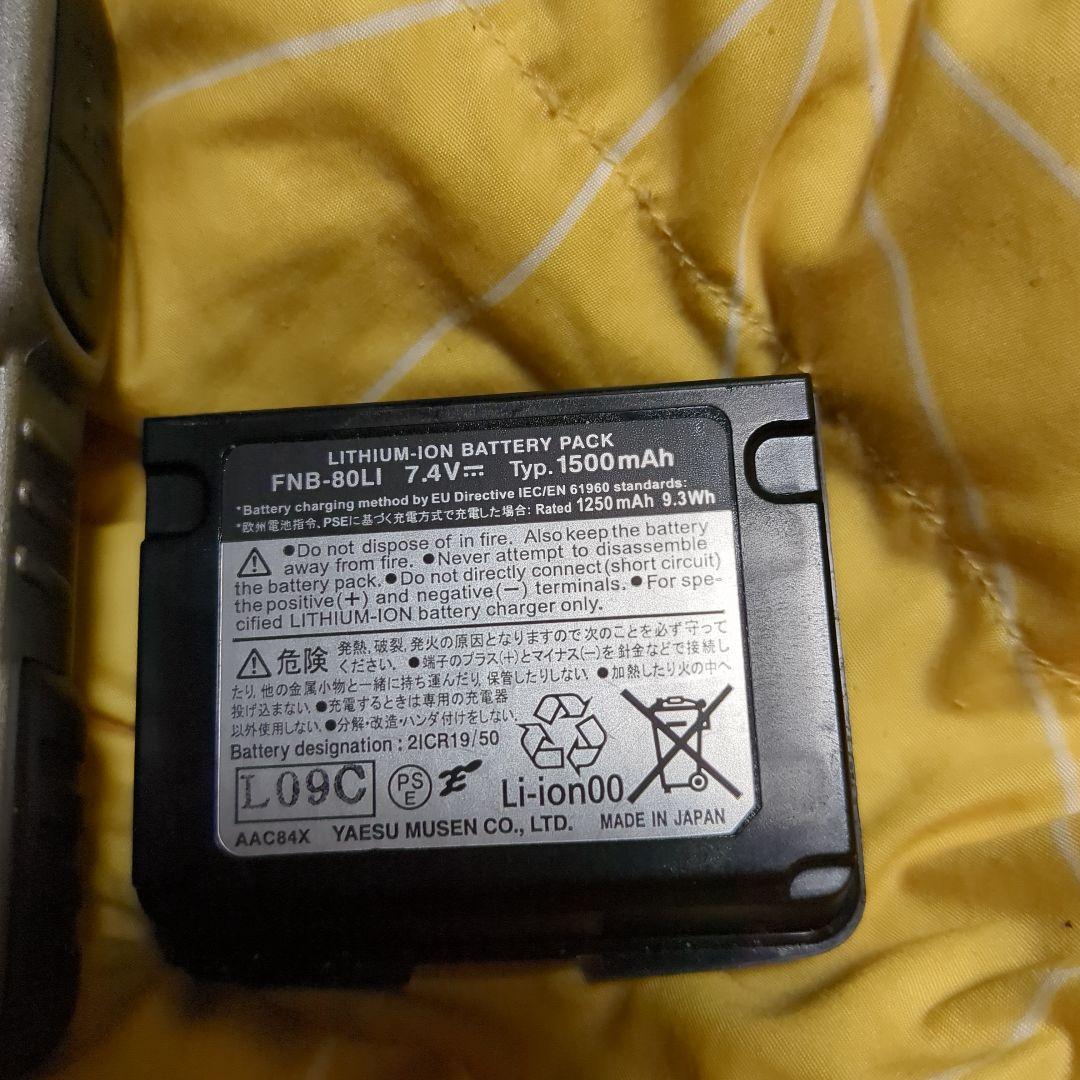 LITHIUM-ION BATTERY PACK
FNB-80LI 7.4V⎓ Typ. 1500mAh
*Battery charging method by EU Directive IEC/EN 61960 standards:
*欧州電池指令、PSEに基づく充電方式で充電した場合: Rated 1250mAh 9.3Wh
●Do not dispose of in fire. Also keep the battery
away from fire. ●Never attempt to disassemble
the battery pack. ●Do not directly connect (short circuit)
the positive(+) and negative(−) terminals. ●For spe-
cified LITHIUM-ION battery charger only.
危険 発熱, 破裂, 発火の原因となりますので次のことを必ず守って
ください. ●端子のプラス(+)とマイナス(−)を針金などで接続し
たり, 他の金属小物と一緒に持ち運んだり, 保管したりしない. ●加熱したり火の中へ
投げ込まない. ●充電するときは専用の充電器
以外使用しない. ●分解・改造・ハンダ付けをしない.
Battery designation : 2ICR19/50
L09C PSE Li-ion00
AAC84X YAESU MUSEN CO., LTD. MADE IN JAPAN